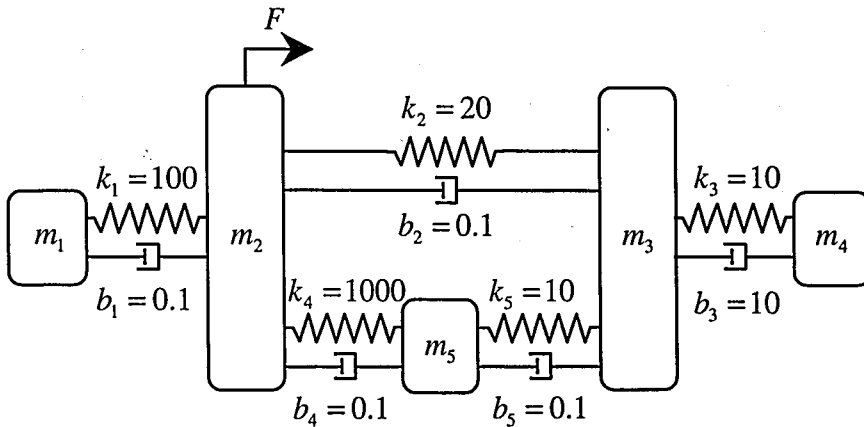 F
k₂ = 20
k₁ = 100
k₃ = 10
m₁
m₂
b₂ = 0.1
m₃
m₄
b₁ = 0.1
k₄ = 1000
k₅ = 10
b₃ = 10
m₅
b₄ = 0.1
b₅ = 0.1